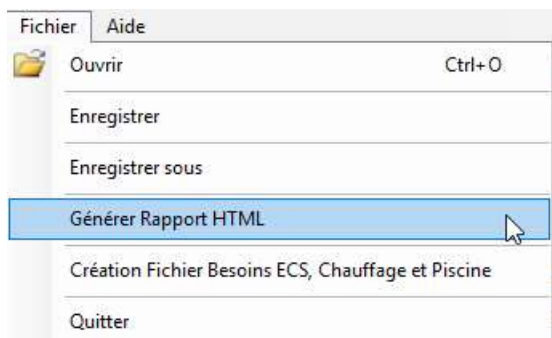 Fichier Aide
Ouvrir Ctrl+O
Enregistrer
Enregistrer sous
Générer Rapport HTML
Création Fichier Besoins ECS, Chauffage et Piscine
Quitter